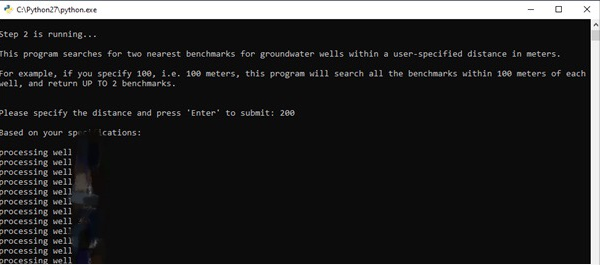 C:\Python27\python.exe
Step 2 is running...
This program searches for two nearest benchmarks for groundwater wells within a user-specified distance in meters.
For example, if you specify 100, i.e. 100 meters, this program will search all the benchmarks within 100 meters of each
well, and return UP TO 2 benchmarks.
Please specify the distance and press 'Enter' to submit: 200
Based on your specifications:
processing well
processing well
processing well
processing well
processing well
processing well
processing well
processing well
processing well
processing well
processing well
processing well